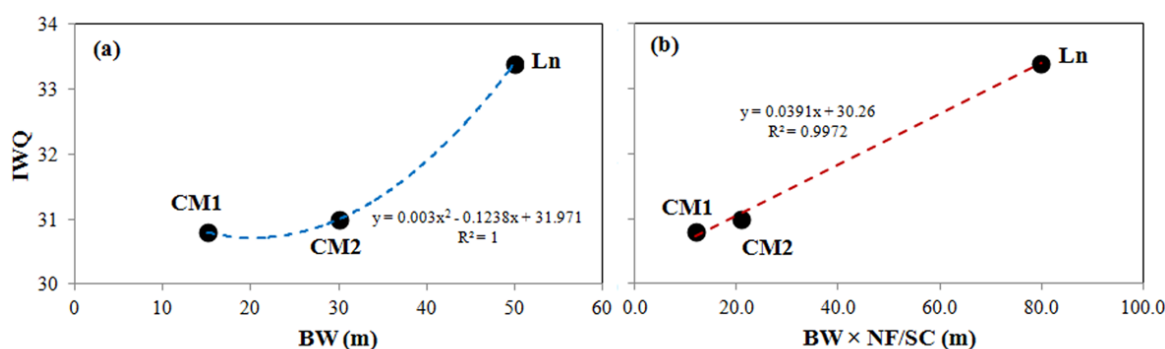 (a)
IWQ
34
33
32
31
30
CM1
CM2
Ln
y = 0.003x² - 0.1238x + 31.971
R² = 1
0 10 20 30 40 50 60
BW (m)
(b)
Ln
y = 0.0391x + 30.26
R² = 0.9972
CM1
CM2
0.0 20.0 40.0 60.0 80.0 100.0
BW × NF/SC (m)